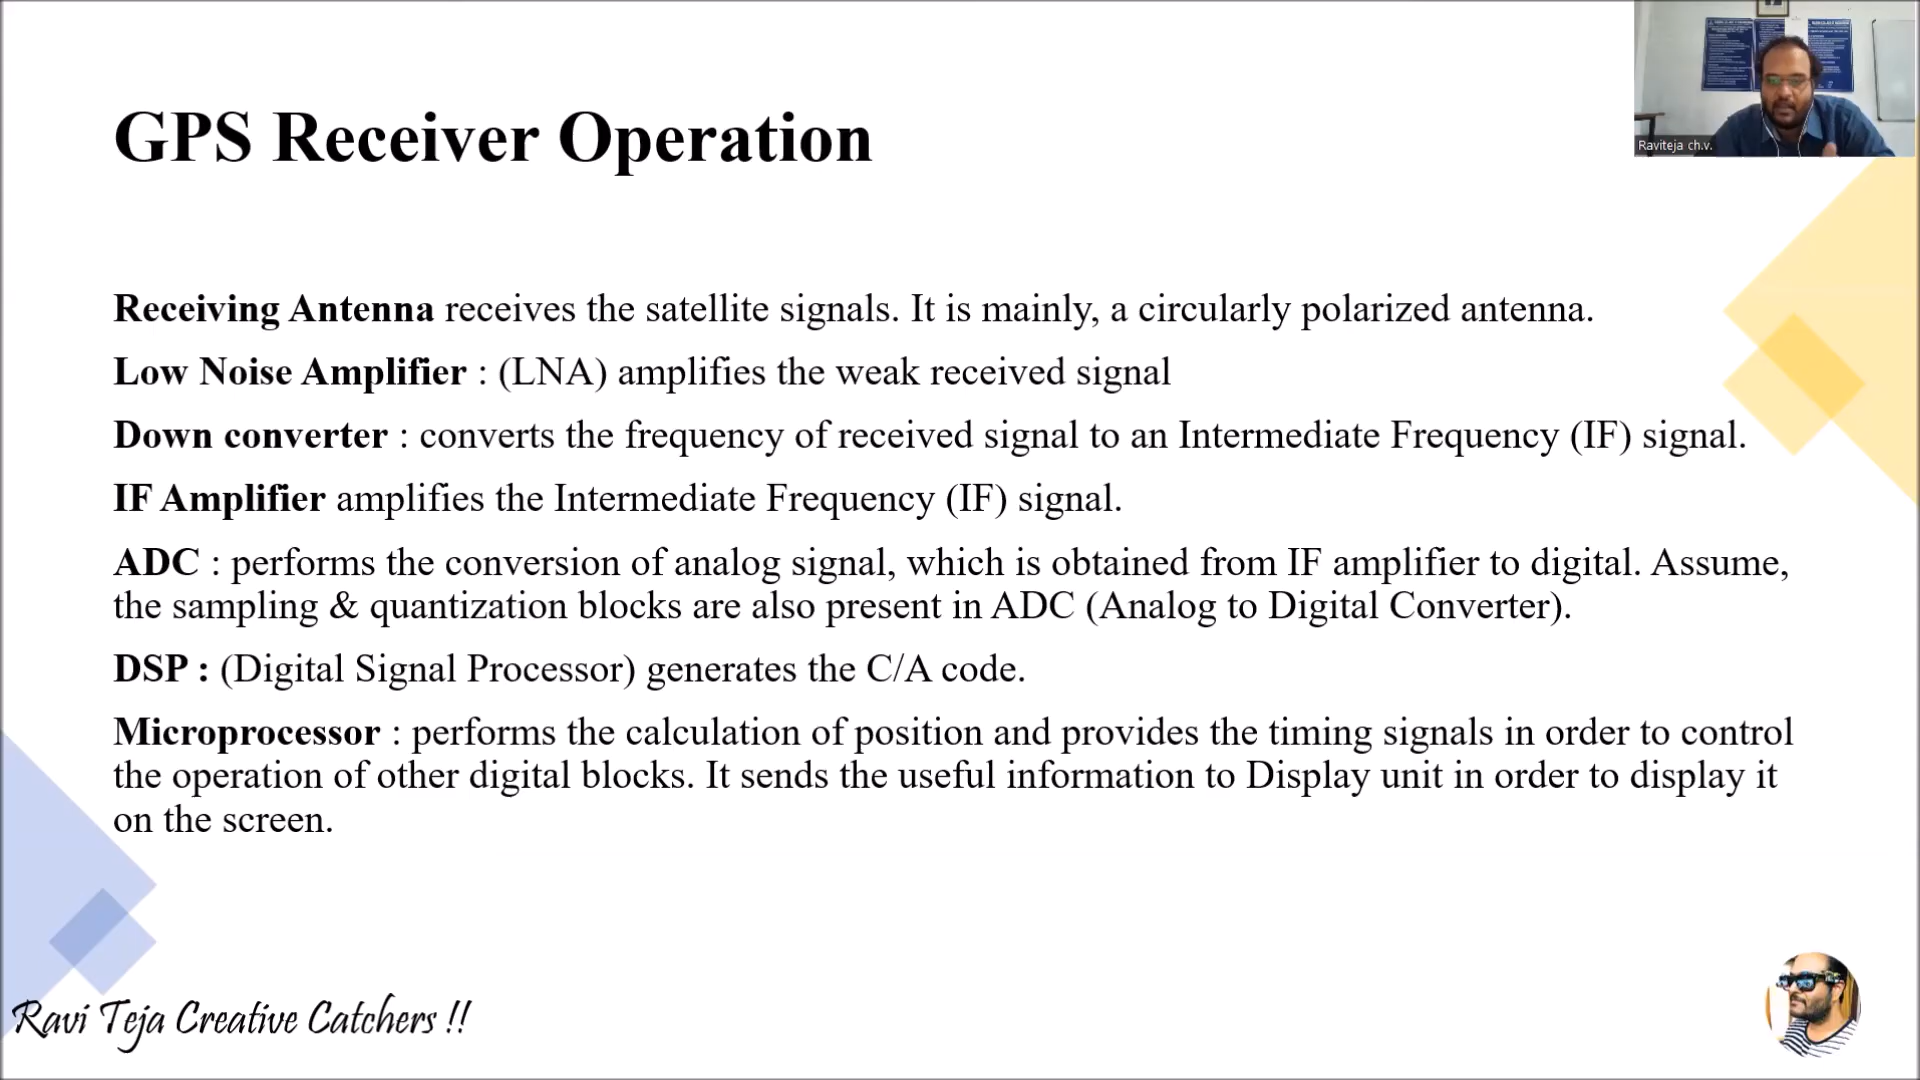 GPS Receiver Operation
Raviteja ch.v.
Receiving Antenna receives the satellite signals. It is mainly, a circularly polarized antenna.
Low Noise Amplifier : (LNA) amplifies the weak received signal
Down converter : converts the frequency of received signal to an Intermediate Frequency (IF) signal.
IF Amplifier amplifies the Intermediate Frequency (IF) signal.
ADC : performs the conversion of analog signal, which is obtained from IF amplifier to digital. Assume,
the sampling & quantization blocks are also present in ADC (Analog to Digital Converter).
DSP : (Digital Signal Processor) generates the C/A code.
Microprocessor : performs the calculation of position and provides the timing signals in order to control
the operation of other digital blocks. It sends the useful information to Display unit in order to display it
on the screen.
Ravi Teja Creative Catchers !!